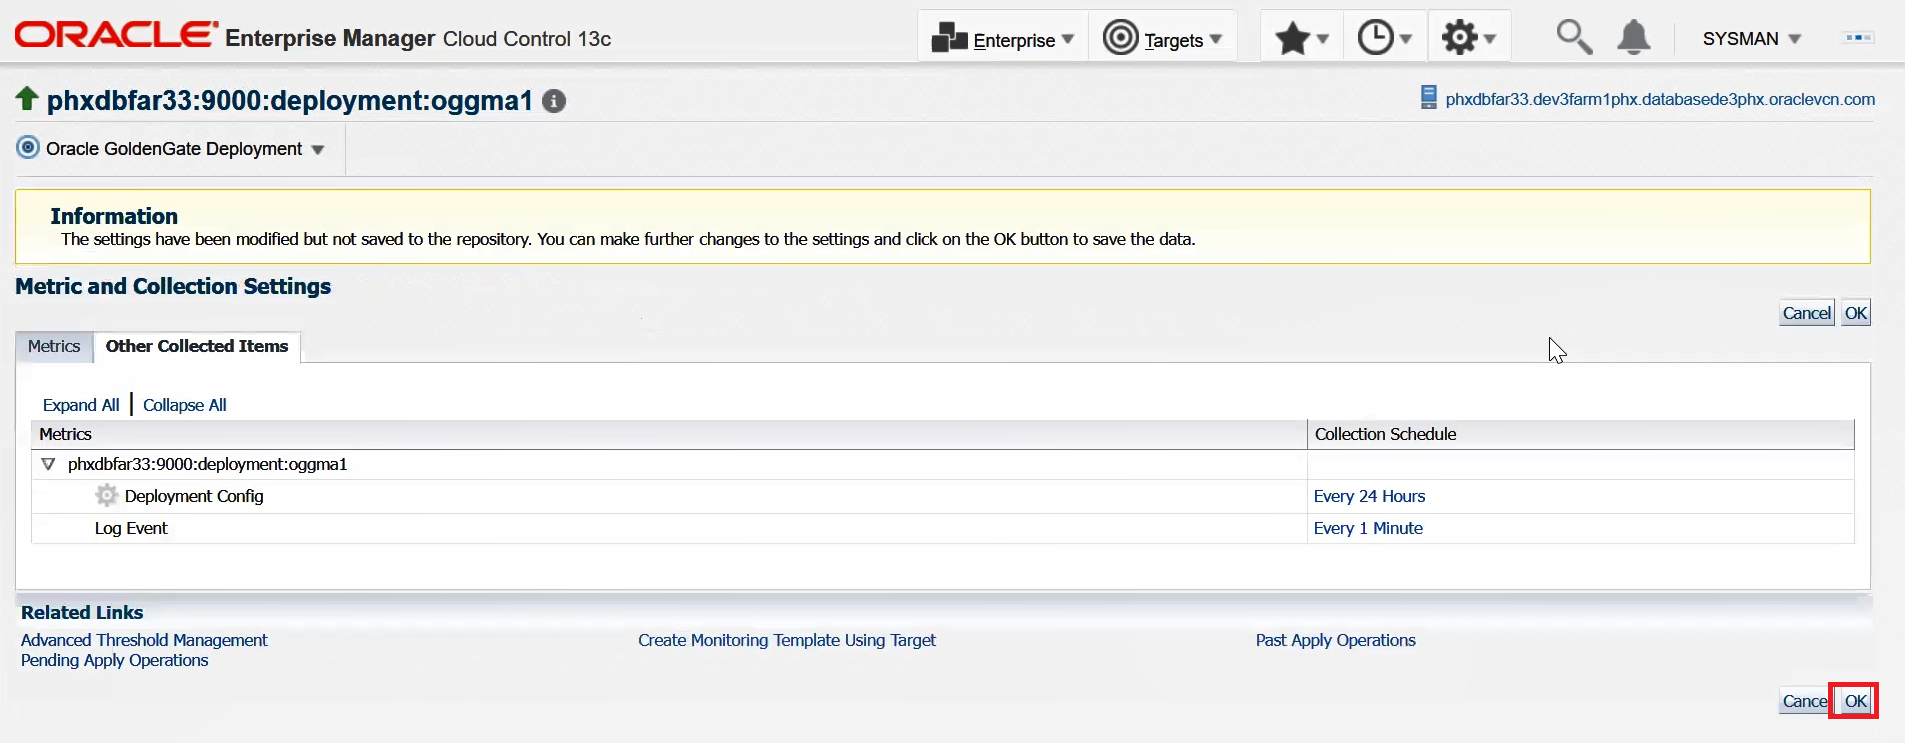 ORACLE Enterprise Manager Cloud Control 13c
Enterprise
Targets
SYSMAN
phxdbfar33:9000:deployment:oggma1
phxdbfar33.dev3farm1phx.databasede3phx.oraclevcn.com
Oracle GoldenGate Deployment
Information
The settings have been modified but not saved to the repository. You can make further changes to the settings and click on the OK button to save the data.
Metric and Collection Settings
Cancel OK
Metrics Other Collected Items
Expand All | Collapse All
Metrics Collection Schedule
phxdbfar33:9000:deployment:oggma1
Deployment Config Every 24 Hours
Log Event Every 1 Minute
Related Links
Advanced Threshold Management Create Monitoring Template Using Target Past Apply Operations
Pending Apply Operations
Cance OK